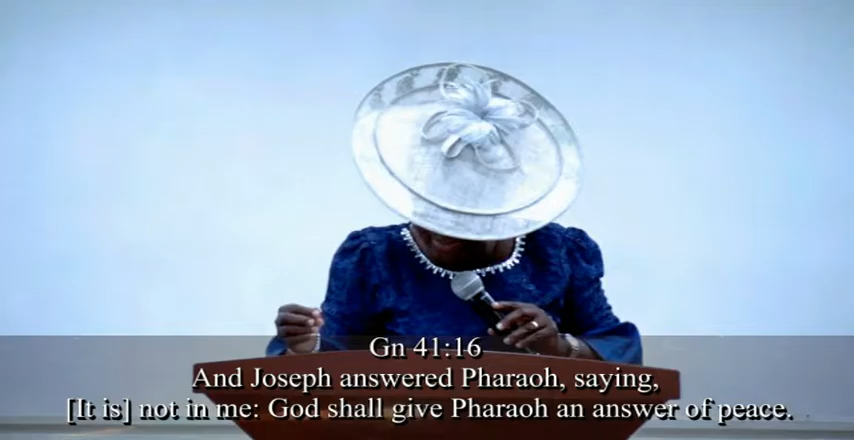 Gn 41:16
And Joseph answered Pharaoh, saying,
[It is] not in me: God shall give Pharaoh an answer of peace.